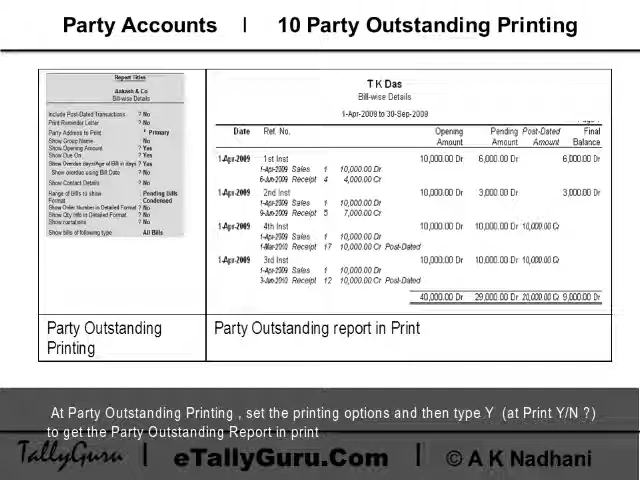 Party Accounts l 10 Party Outstanding Printing
Report Titles
Aakash & Co
Bill-wise Details
Include Post-Dated Transactions ? No
Print Reminder Letter ? No
Party Address to Print * Primary
Show Group Name ? No
Show Opening Amount ? Yes
Show Due On ? Yes
Show Overdue days/Age of Bill in days ? Yes
Show overdue using Bill Date ? No
Show Contact Details ? No
Range of Bills to show Pending Bills
Format Condensed
Show Order Number in Detailed Format ? No
Show Qty Info in Detailed Format ? No
Show narrations ? No
Show bills of following type All Bills
T K Das
Bill-wise Details
1-Apr-2009 to 30-Sep-2009
Date Ref. No. Opening Pending Post-Dated Final
Amount Amount Amount Balance
1-Apr-2009 1st Inst 10,000.00 Dr 6,000.00 Dr 6,000.00 Dr
1-Apr-2009 Sales 1 10,000.00 Dr
6-Jun-2009 Receipt 4 4,000.00 Cr
1-Apr-2009 2nd Inst 10,000.00 Dr 3,000.00 Dr 3,000.00 Dr
1-Apr-2009 Sales 1 10,000.00 Dr
9-Jun-2009 Receipt 5 7,000.00 Cr
1-Apr-2009 4th Inst 10,000.00 Dr 10,000.00 Dr 10,000.00 Cr
1-Apr-2009 Sales 1 10,000.00 Dr
1-Mar-2010 Receipt 17 10,000.00 Cr Post-Dated
1-Apr-2009 3rd Inst 10,000.00 Dr 10,000.00 Dr 10,000.00 Cr
1-Apr-2009 Sales 1 10,000.00 Dr
3-Jan-2010 Receipt 12 10,000.00 Cr Post-Dated
40,000.00 Dr 29,000.00 Dr 20,000.00 Cr 9,000.00 Dr
Party Outstanding
Printing
Party Outstanding report in Print
At Party Outstanding Printing , set the printing options and then type Y (at Print Y/N ?)
to get the Party Outstanding Report in print
TallyGuru | eTallyGuru.Com | © A K Nadhani